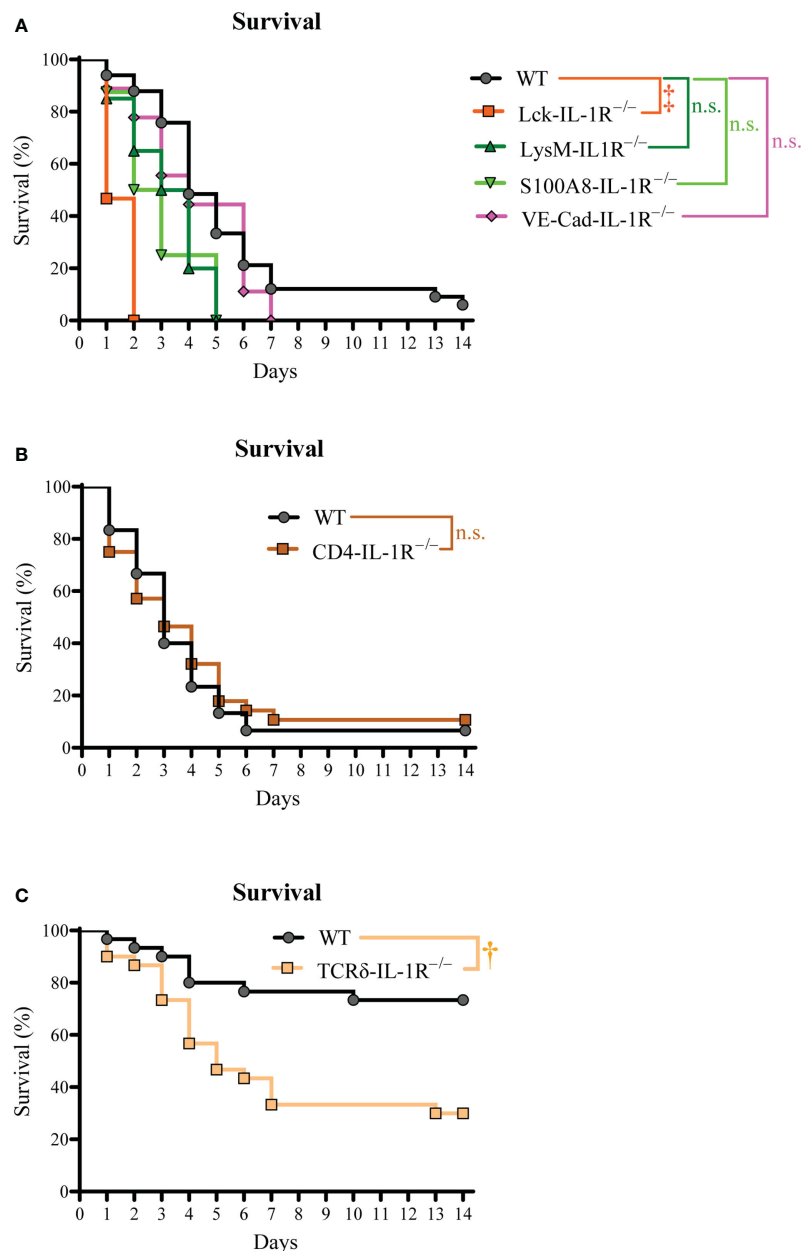 A
Survival
100
80
60
40
20
0
Survival (%)
0 1 2 3 4 5 6 7 8 9 10 11 12 13 14
Days
WT
Lck-IL-1R−/−
LysM-IL1R−/−
S100A8-IL-1R−/−
VE-Cad-IL-1R−/−
‡
n.s.
n.s.
n.s.
B
Survival
100
80
60
40
20
0
Survival (%)
0 1 2 3 4 5 6 7 8 9 10 11 12 13 14
Days
WT
CD4-IL-1R−/−
n.s.
C
Survival
100
80
60
40
20
0
Survival (%)
0 1 2 3 4 5 6 7 8 9 10 11 12 13 14
Days
WT
TCRδ-IL-1R−/−
†